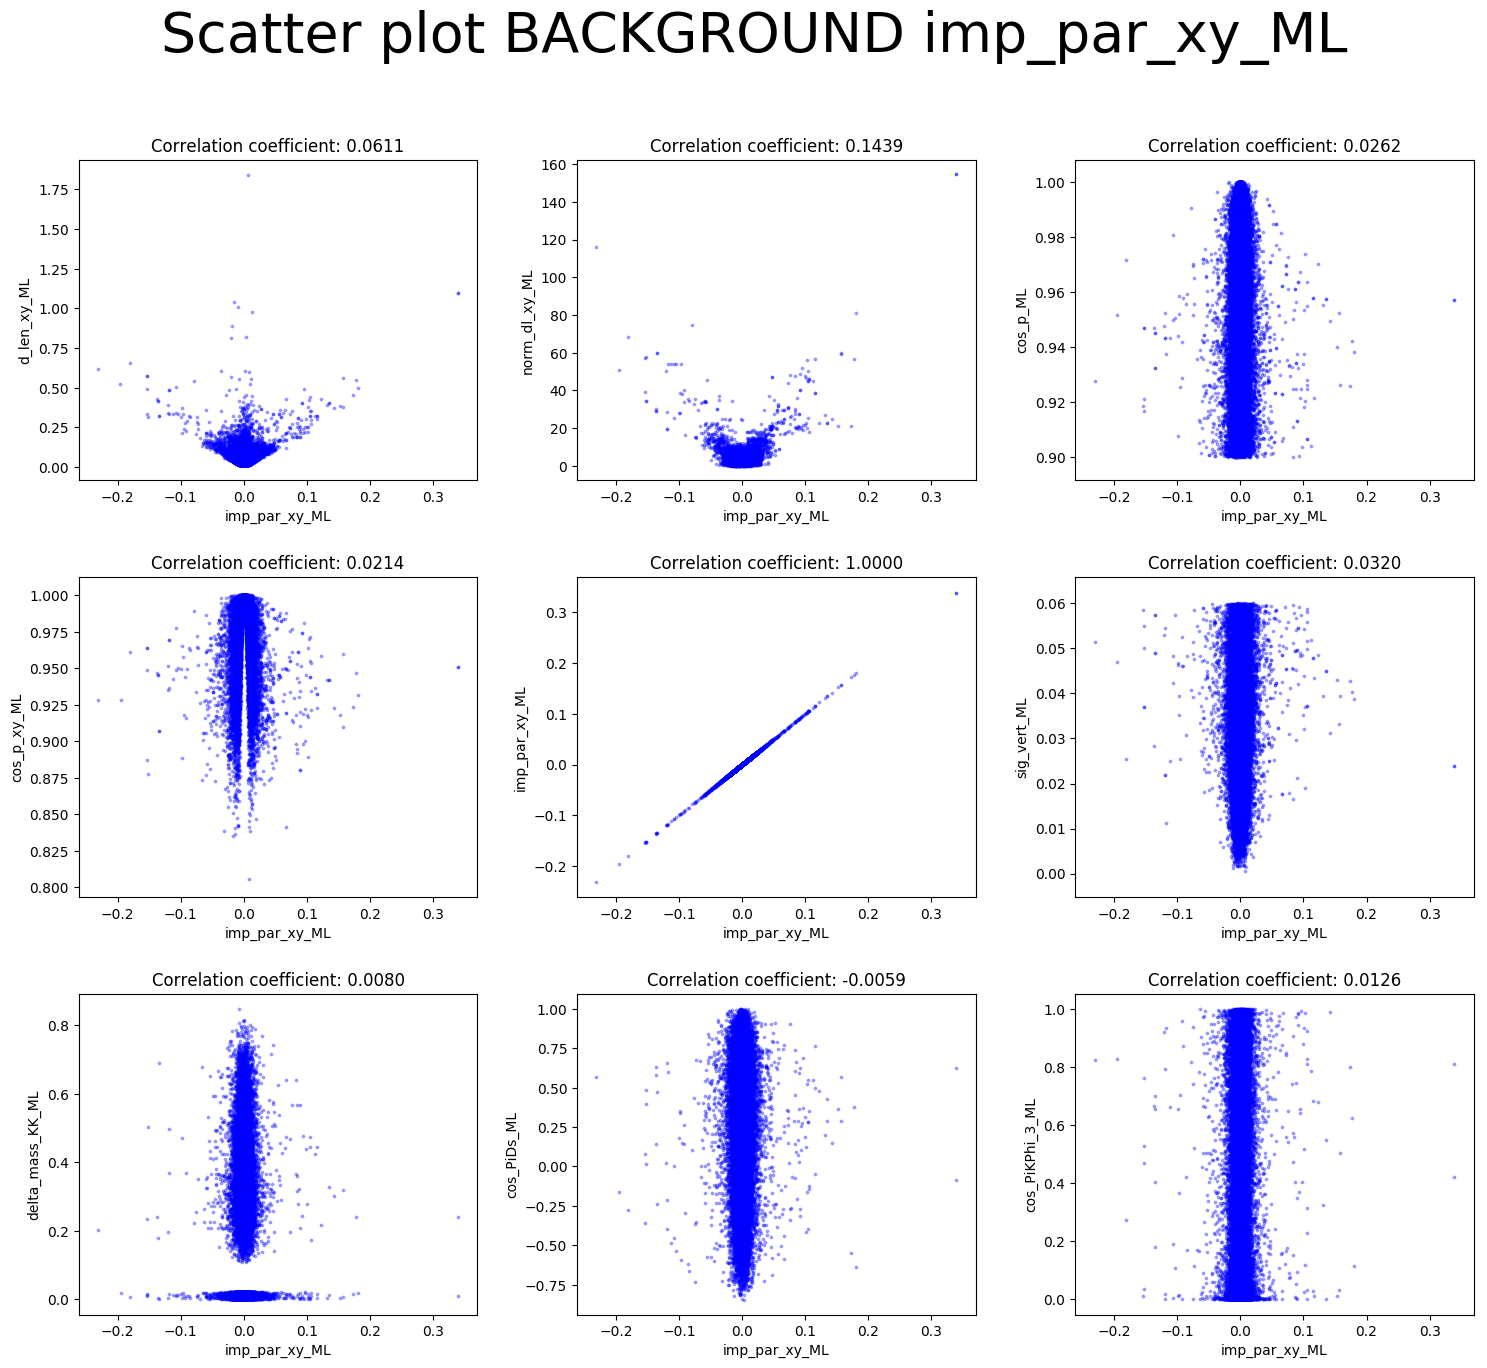 Scatter plot BACKGROUND imp_par_xy_ML
Correlation coefficient: 0.0611
1.75
1.50
1.25
1.00
0.75
0.50
0.25
0.00
d_len_xy_ML
−0.2 −0.1 0.0 0.1 0.2 0.3
imp_par_xy_ML
Correlation coefficient: 0.1439
160
140
120
100
80
60
40
20
0
norm_dl_xy_ML
−0.2 −0.1 0.0 0.1 0.2 0.3
imp_par_xy_ML
Correlation coefficient: 0.0262
1.00
0.98
0.96
0.94
0.92
0.90
cos_p_ML
−0.2 −0.1 0.0 0.1 0.2 0.3
imp_par_xy_ML
Correlation coefficient: 0.0214
1.000
0.975
0.950
0.925
0.900
0.875
0.850
0.825
0.800
cos_p_xy_ML
−0.2 −0.1 0.0 0.1 0.2 0.3
imp_par_xy_ML
Correlation coefficient: 1.0000
0.3
0.2
0.1
0.0
−0.1
−0.2
imp_par_xy_ML
−0.2 −0.1 0.0 0.1 0.2 0.3
imp_par_xy_ML
Correlation coefficient: 0.0320
0.06
0.05
0.04
0.03
0.02
0.01
0.00
sig_vert_ML
−0.2 −0.1 0.0 0.1 0.2 0.3
imp_par_xy_ML
Correlation coefficient: 0.0080
0.8
0.6
0.4
0.2
0.0
delta_mass_KK_ML
−0.2 −0.1 0.0 0.1 0.2 0.3
imp_par_xy_ML
Correlation coefficient: -0.0059
1.00
0.75
0.50
0.25
0.00
−0.25
−0.50
−0.75
cos_PiDs_ML
−0.2 −0.1 0.0 0.1 0.2 0.3
imp_par_xy_ML
Correlation coefficient: 0.0126
1.0
0.8
0.6
0.4
0.2
0.0
cos_PiKPhi_3_ML
−0.2 −0.1 0.0 0.1 0.2 0.3
imp_par_xy_ML